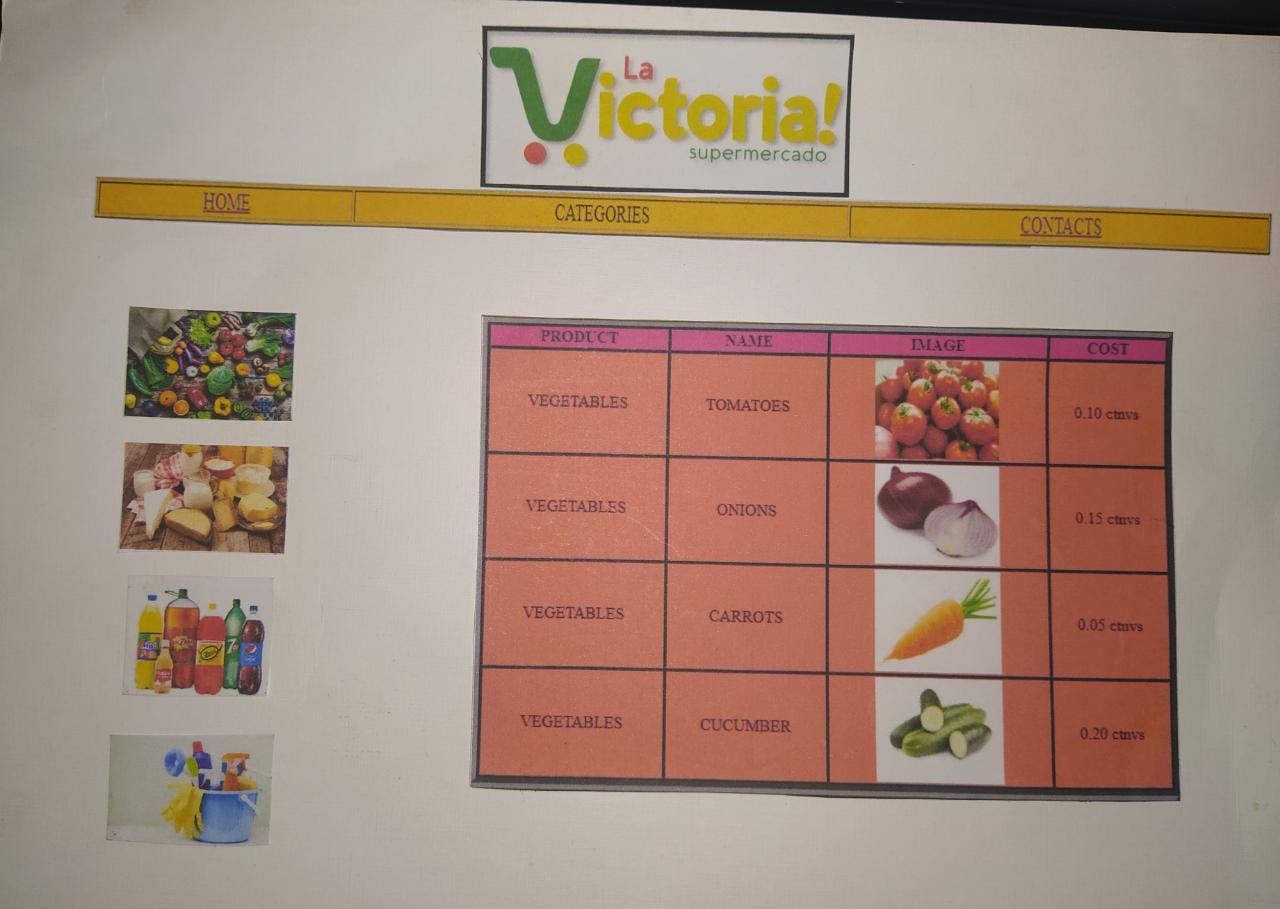 La
Victoria!
supermercado
HOME CATEGORIES CONTACTS
PRODUCT NAME IMAGE COST
VEGETABLES TOMATOES 0.10 ctnvs
VEGETABLES ONIONS 0.15 ctnvs
VEGETABLES CARROTS 0.05 ctnvs
VEGETABLES CUCUMBER 0.20 ctnvs